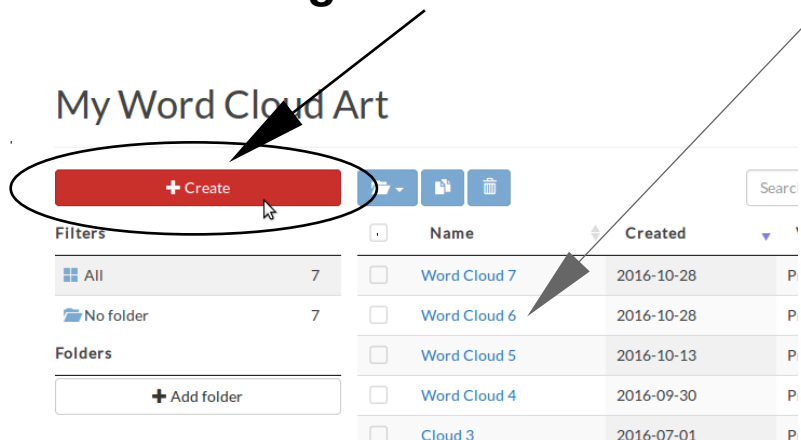 g
My Word Cloud Art
Create
Search
Filters
Name
Created
All 7
Word Cloud 7
2016-10-28
No folder 7
Word Cloud 6
2016-10-28
Folders
Word Cloud 5
2016-10-13
Add folder
Word Cloud 4
2016-09-30
Cloud 3
2016-07-01